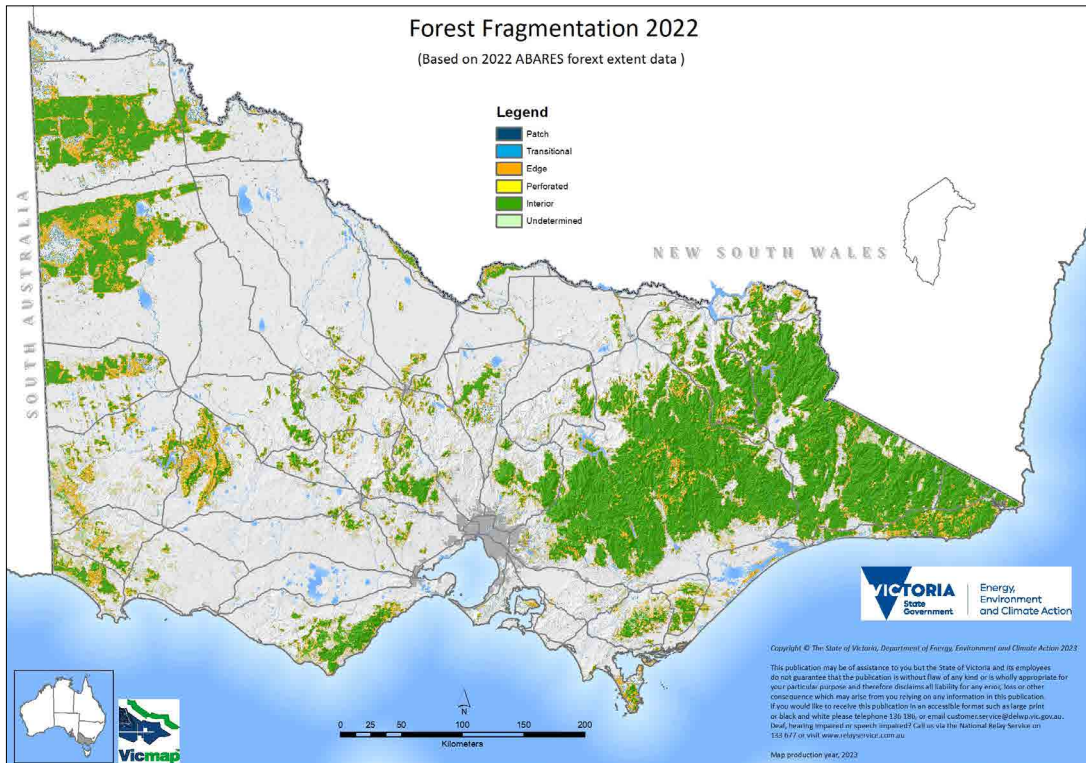 Forest Fragmentation 2022
(Based on 2022 ABARES forext extent data )
Legend
Patch
Transitional
Edge
Perforated
Interior
Undetermined
SOUTH AUSTRALIA
NEW SOUTH WALES
VICTORIA
State
Government
Energy,
Environment
and Climate Action
Copyright © The State of Victoria, Department of Energy, Environment and Climate Action 2023
This publication may be of assistance to you but the State of Victoria and its employees
do not guarantee that the publication is without flaw of any kind or is wholly appropriate for
your particular purpose and therefore disclaims all liability for any error, loss or other
consequence which may arise from you relying on any information in this publication.
If you would like to receive this publication in an accessible format such as large print
or black and white please telephone 136 186, or email customer.service@delwp.vic.gov.au.
Deaf, hearing impaired or speech impaired? Call us via the National Relay Service on
133 677 or visit www.relayservice.com.au
Map production year, 2023
N
0 25 50 100 150 200
Kilometers
Vicmap